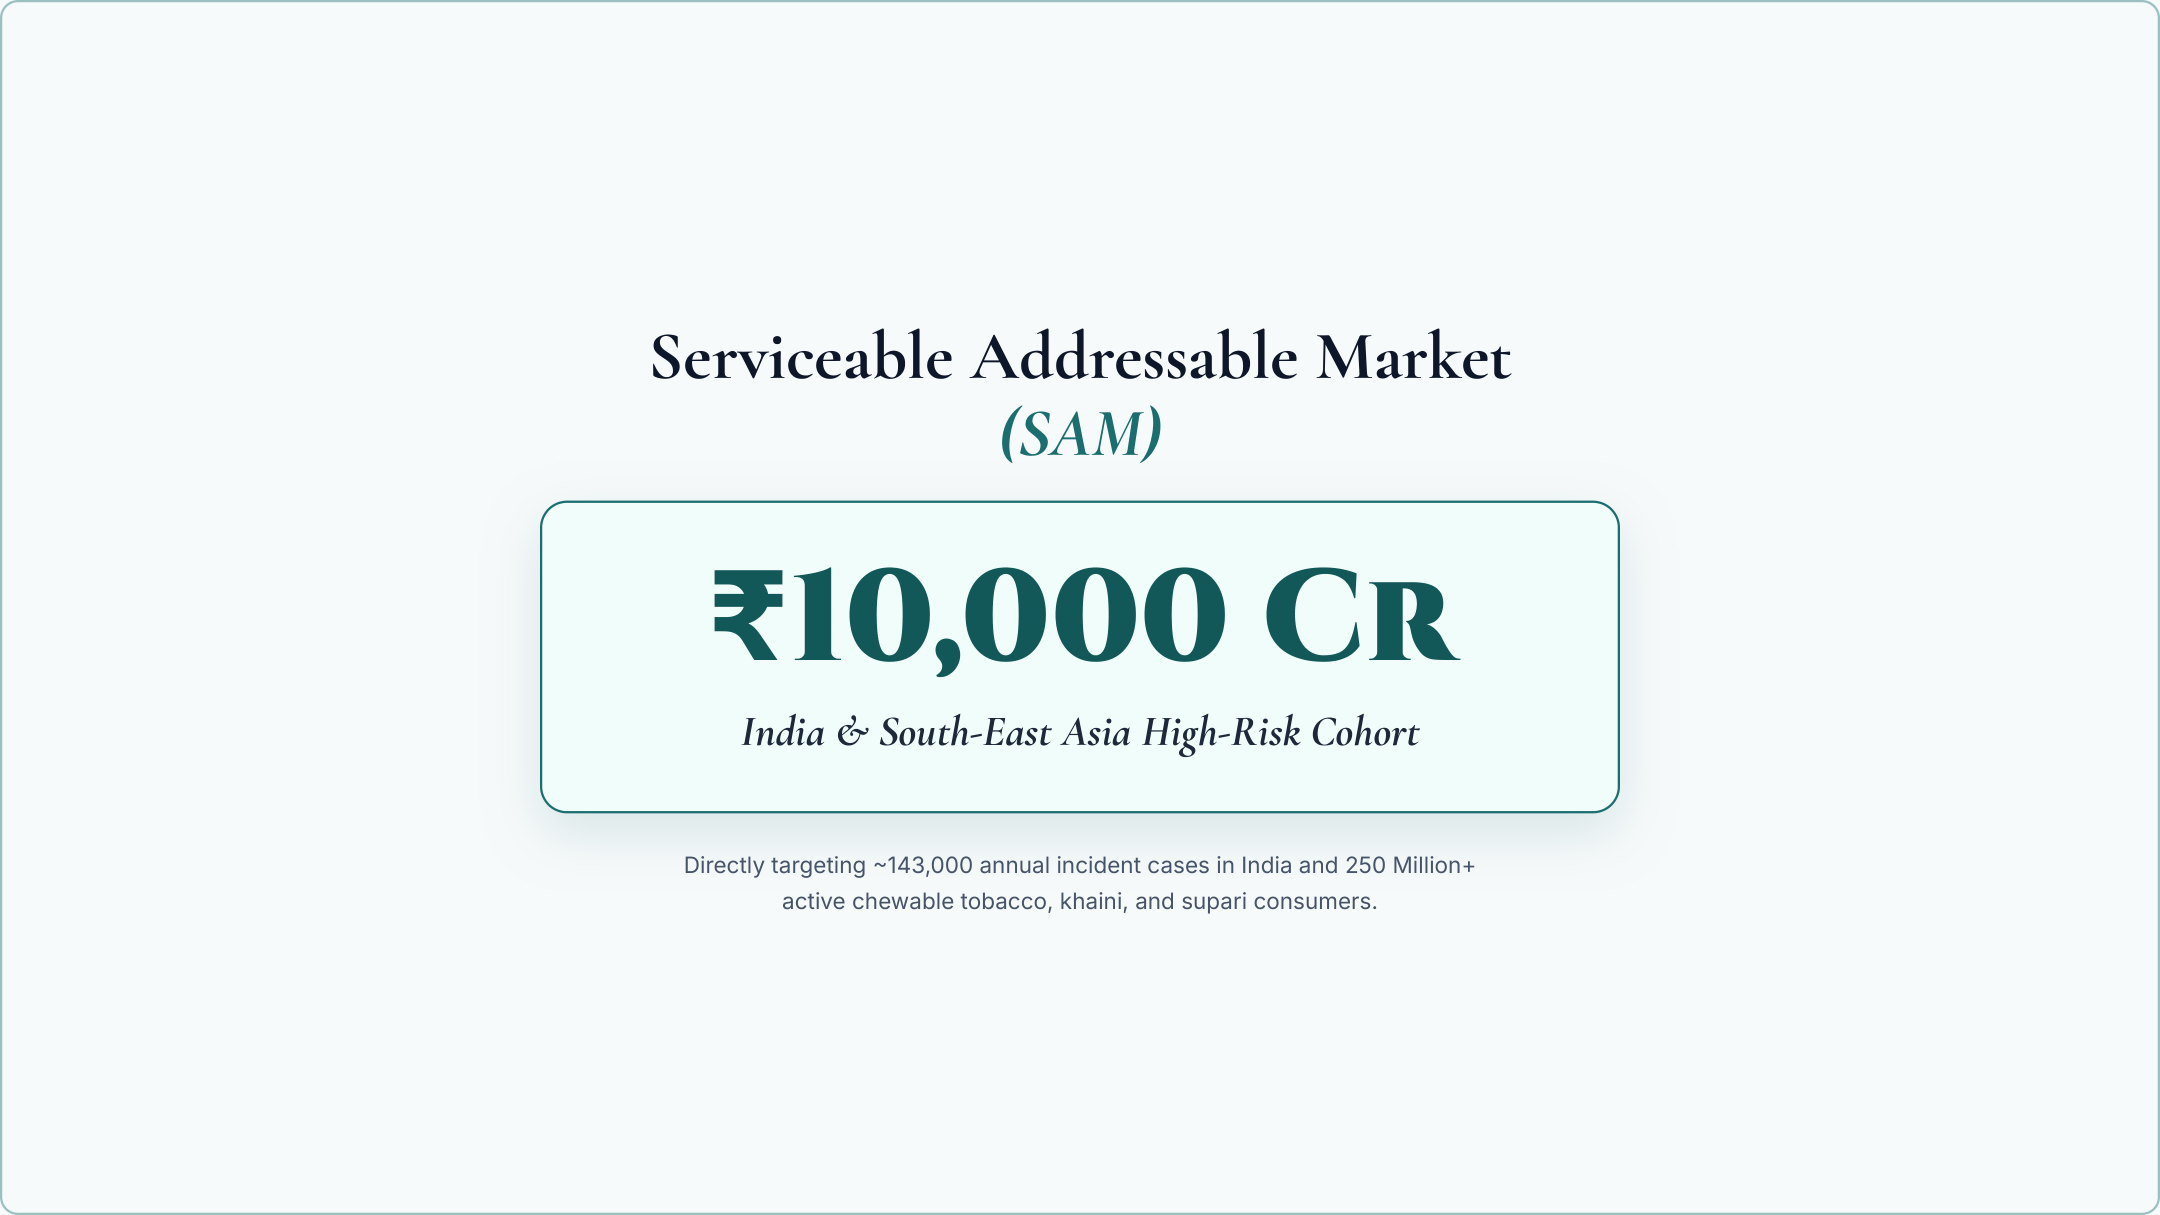 Serviceable Addressable Market
(SAM)
₹10,000 Cr
India & South-East Asia High-Risk Cohort
Directly targeting ~143,000 annual incident cases in India and 250 Million+
active chewable tobacco, khaini, and supari consumers.